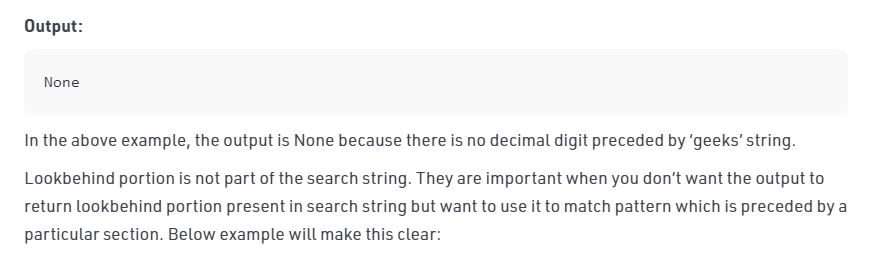 Output:
None
In the above example, the output is None because there is no decimal digit preceded by ‘geeks’ string.
Lookbehind portion is not part of the search string. They are important when you don’t want the output to
return lookbehind portion present in search string but want to use it to match pattern which is preceded by a
particular section. Below example will make this clear: